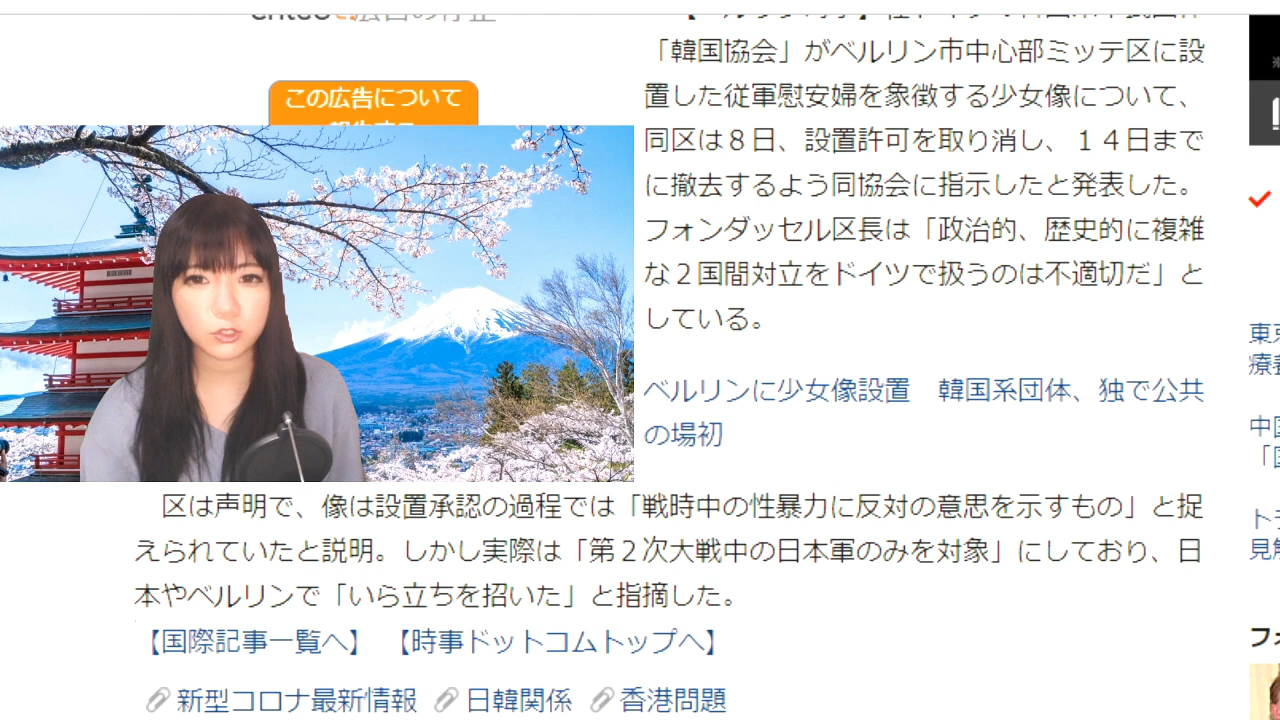 この広告について
「韓国協会」がベルリン市中心部ミッテ区に設
置した従軍慰安婦を象徴する少女像について、
同区は８日、設置許可を取り消し、１４日まで
に撤去するよう同協会に指示したと発表した。
フォンダッセル区長は「政治的、歴史的に複雑
な２国間対立をドイツで扱うのは不適切だ」と
している。
ベルリンに少女像設置　韓国系団体、独で公共
の場初
区は声明で、像は設置承認の過程では「戦時中の性暴力に反対の意思を示すもの」と捉
えられていたと説明。しかし実際は「第２次大戦中の日本軍のみを対象」にしており、日
本やベルリンで「いら立ちを招いた」と指摘した。
【国際記事一覧へ】 【時事ドットコムトップへ】
新型コロナ最新情報 日韓関係 香港問題